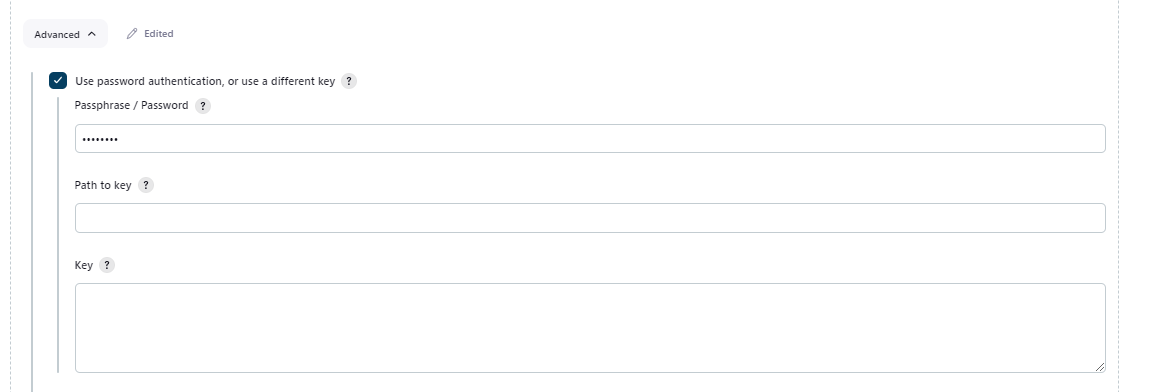 Advanced
Edited
Use password authentication, or use a different key ?
Passphrase / Password ?
••••••••
Path to key ?
Key ?